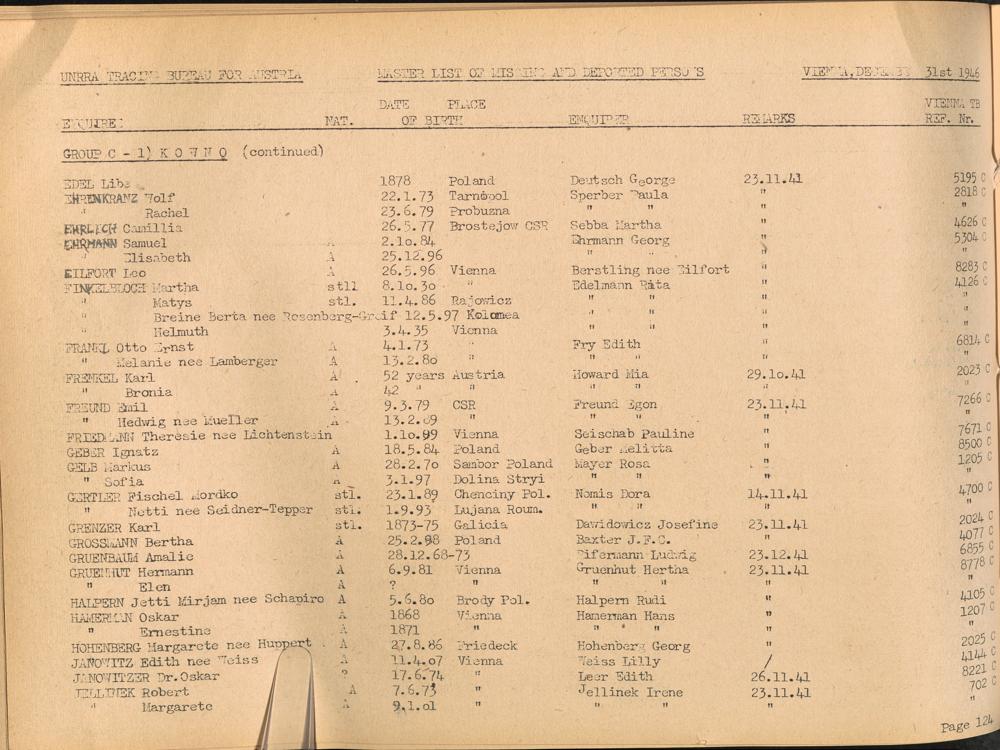 UNRRA TRACING BUREAU FOR AUSTRIA MASTER LIST OF MISSING AND DEPORTED PERSONS VIENNA, DECEMBER 31st 1946
DATE PLACE VIENNA TB
ENQUIREE NAT. OF BIRTH ENQUIRER REMARKS REF. Nr.
GROUP C - 1) K O W N O (continued)
EDEL Liba 1878 Poland Deutsch George 23.11.41 5195 C
EHRENKRANZ Wolf 22.1.73 Tarnopol Sperber Paula " 2818 C
" Rachel 23.6.79 Probuzna " " " "
EHRLICH Camillia 26.5.77 Brostejow CSR Sebba Martha " 4626 C
EHRMANN Samuel A 2.10.84 Ehrmann Georg " 5304 C
" Elisabeth A 25.12.96 " " " "
EILFORT Leo A 26.5.96 Vienna Berstling nee Eilfort " 8283 C
FINKELBLOCH Martha stl. 8.10.30 " Edelmann Rita " 4126 C
" Matys stl. 11.4.86 Rajowicz " " " "
" Breine Berta nee Rosenberg-Greif 12.5.97 Kolomea " " " "
" Helmuth 3.4.35 Vienna " " " "
FRANKL Otto Ernst A 4.1.73 " Fry Edith " 6814 C
" Melanie nee Lamberger A 13.2.80 " " " " "
FRENKEL Karl A 52 years Austria Howard Mia 29.10.41 2023 C
" Bronia A 42 " " " " " "
FREUND Emil A 9.3.79 CSR Freund Egon 23.11.41 7266 C
" Hedwig nee Mueller A 13.2.89 " " " " "
FRIEDMANN Theresie nee Lichtenstein 1.10.99 Vienna Seischab Pauline " 7671 C
GEBER Ignatz A 18.5.84 Poland Geber Melitta " 8500 C
GELB Markus A 28.2.70 Sambor Poland Mayer Rosa " 1205 C
" Sofia A 3.1.97 Dolina Stryi " " " "
GERTLER Fischel Mordko stl. 23.1.89 Chenciny Pol. Nomis Dora 14.11.41 4700 C
" Netti nee Seidner-Tepper stl. 1.9.93 Lujana Roum. " " " "
GRENZER Karl stl. 1873-75 Galicia Dawidowicz Josefine 23.11.41 2024 C
GROSSMANN Bertha A 25.2.98 Poland Baxter J.F.C. " 4077 C
GRUENBAUM Amalie A 28.12.68-73 Eifermann Ludwig 23.12.41 6855 C
GRUENHUT Hermann A 6.9.81 Vienna Gruenhut Hertha 23.11.41 8778 C
" Elen A ? " " " " "
HALPERN Jetti Mirjam nee Schapiro A 5.6.80 Brody Pol. Halpern Rudi " 4105 C
HAMERMAN Oskar A 1868 Vienna Hamerman Hans " 1207 C
" Ernestine A 1871 " " " " "
HOHENBERG Margarete nee Huppert A 27.8.86 Friedeck Hohenberg Georg " 2025 C
JANOWITZ Edith nee Weiss A 11.4.07 Vienna Weiss Lilly / 4144 C
JANOWITZER Dr.Oskar ? 17.6.74 " Leer Edith 26.11.41 8221 C
JELLINEK Robert A 7.6.73 " Jellinek Irene 23.11.41 702 C
" Margarete A 9.1.01 " " " " "
Page 124